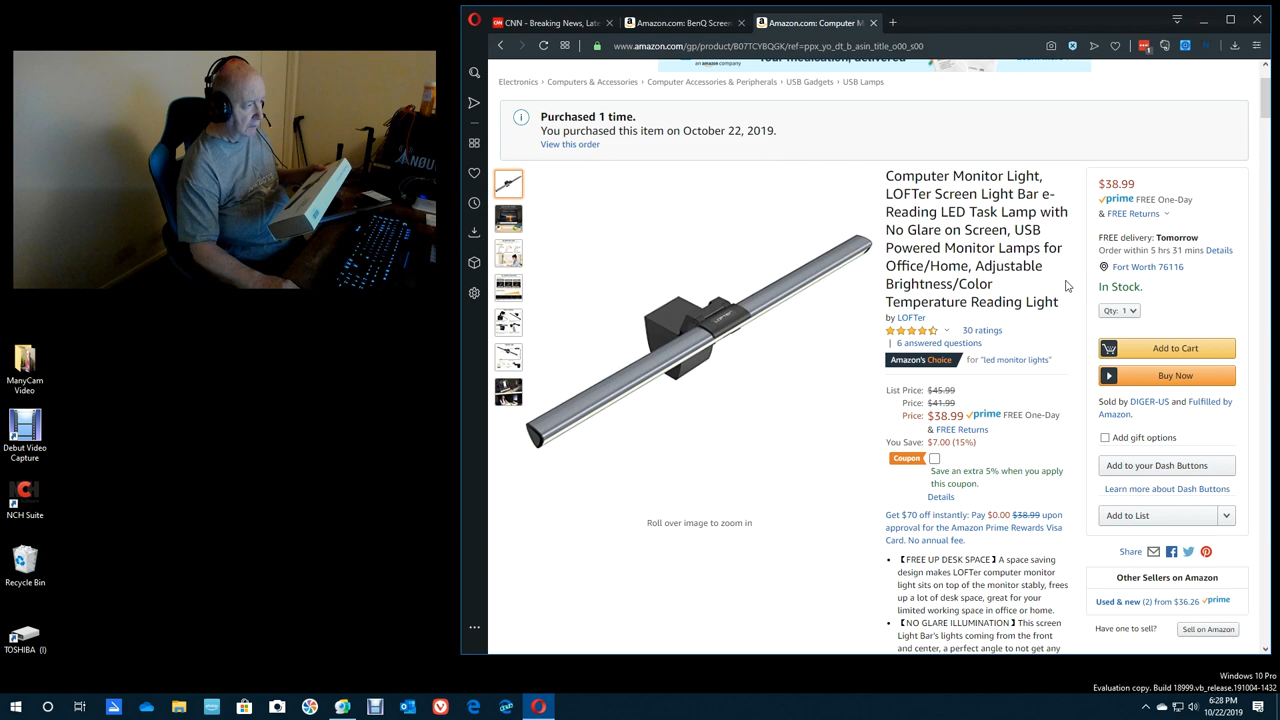 CNN - Breaking News, Late
Amazon.com: BenQ Screen
Amazon.com: Computer M
www.amazon.com/gp/product/B07TCYBQGK/ref=ppx_yo_dt_b_asin_title_o00_s00
an amazon company
Your medication, delivered
Electronics › Computers & Accessories › Computer Accessories & Peripherals › USB Gadgets › USB Lamps
Purchased 1 time.
You purchased this item on October 22, 2019.
View this order
Computer Monitor Light,
LOFTer Screen Light Bar e-
Reading LED Task Lamp with
No Glare on Screen, USB
Powered Monitor Lamps for
Office/Home, Adjustable
Brightness/Color
Temperature Reading Light
by LOFTer
30 ratings
| 6 answered questions
Amazon's Choice for "led monitor lights"
List Price: $45.99
Price: $41.99
Price: $38.99 prime FREE One-Day
& FREE Returns
You Save: $7.00 (15%)
Coupon
Save an extra 5% when you apply
this coupon.
Details
Get $70 off instantly: Pay $0.00 $38.99 upon
approval for the Amazon Prime Rewards Visa
Card. No annual fee.
• 【FREE UP DESK SPACE】A space saving
design makes LOFTer computer monitor
light sits on top of the monitor stably, frees
up a lot of desk space, great for your
limited working space in office or home.
• 【NO GLARE ILLUMINATION】This screen
Light Bar's lights coming from the front
and center, a perfect angle to not get any
LOFTer
Roll over image to zoom in
$38.99
prime FREE One-Day
& FREE Returns
FREE delivery: Tomorrow
Order within 5 hrs 31 mins Details
Fort Worth 76116
In Stock.
Qty: 1
Add to Cart
Buy Now
Sold by DIGER-US and Fulfilled by
Amazon.
Add gift options
Add to your Dash Buttons
Learn more about Dash Buttons
Add to List
Share
Other Sellers on Amazon
Used & new (2) from $36.26 prime
Have one to sell? Sell on Amazon
ManyCam
Video
Debut Video
Capture
NCH Suite
Recycle Bin
TOSHIBA (I)
Windows 10 Pro
Evaluation copy. Build 18999.vb_release.191004-1432
6:28 PM
10/22/2019